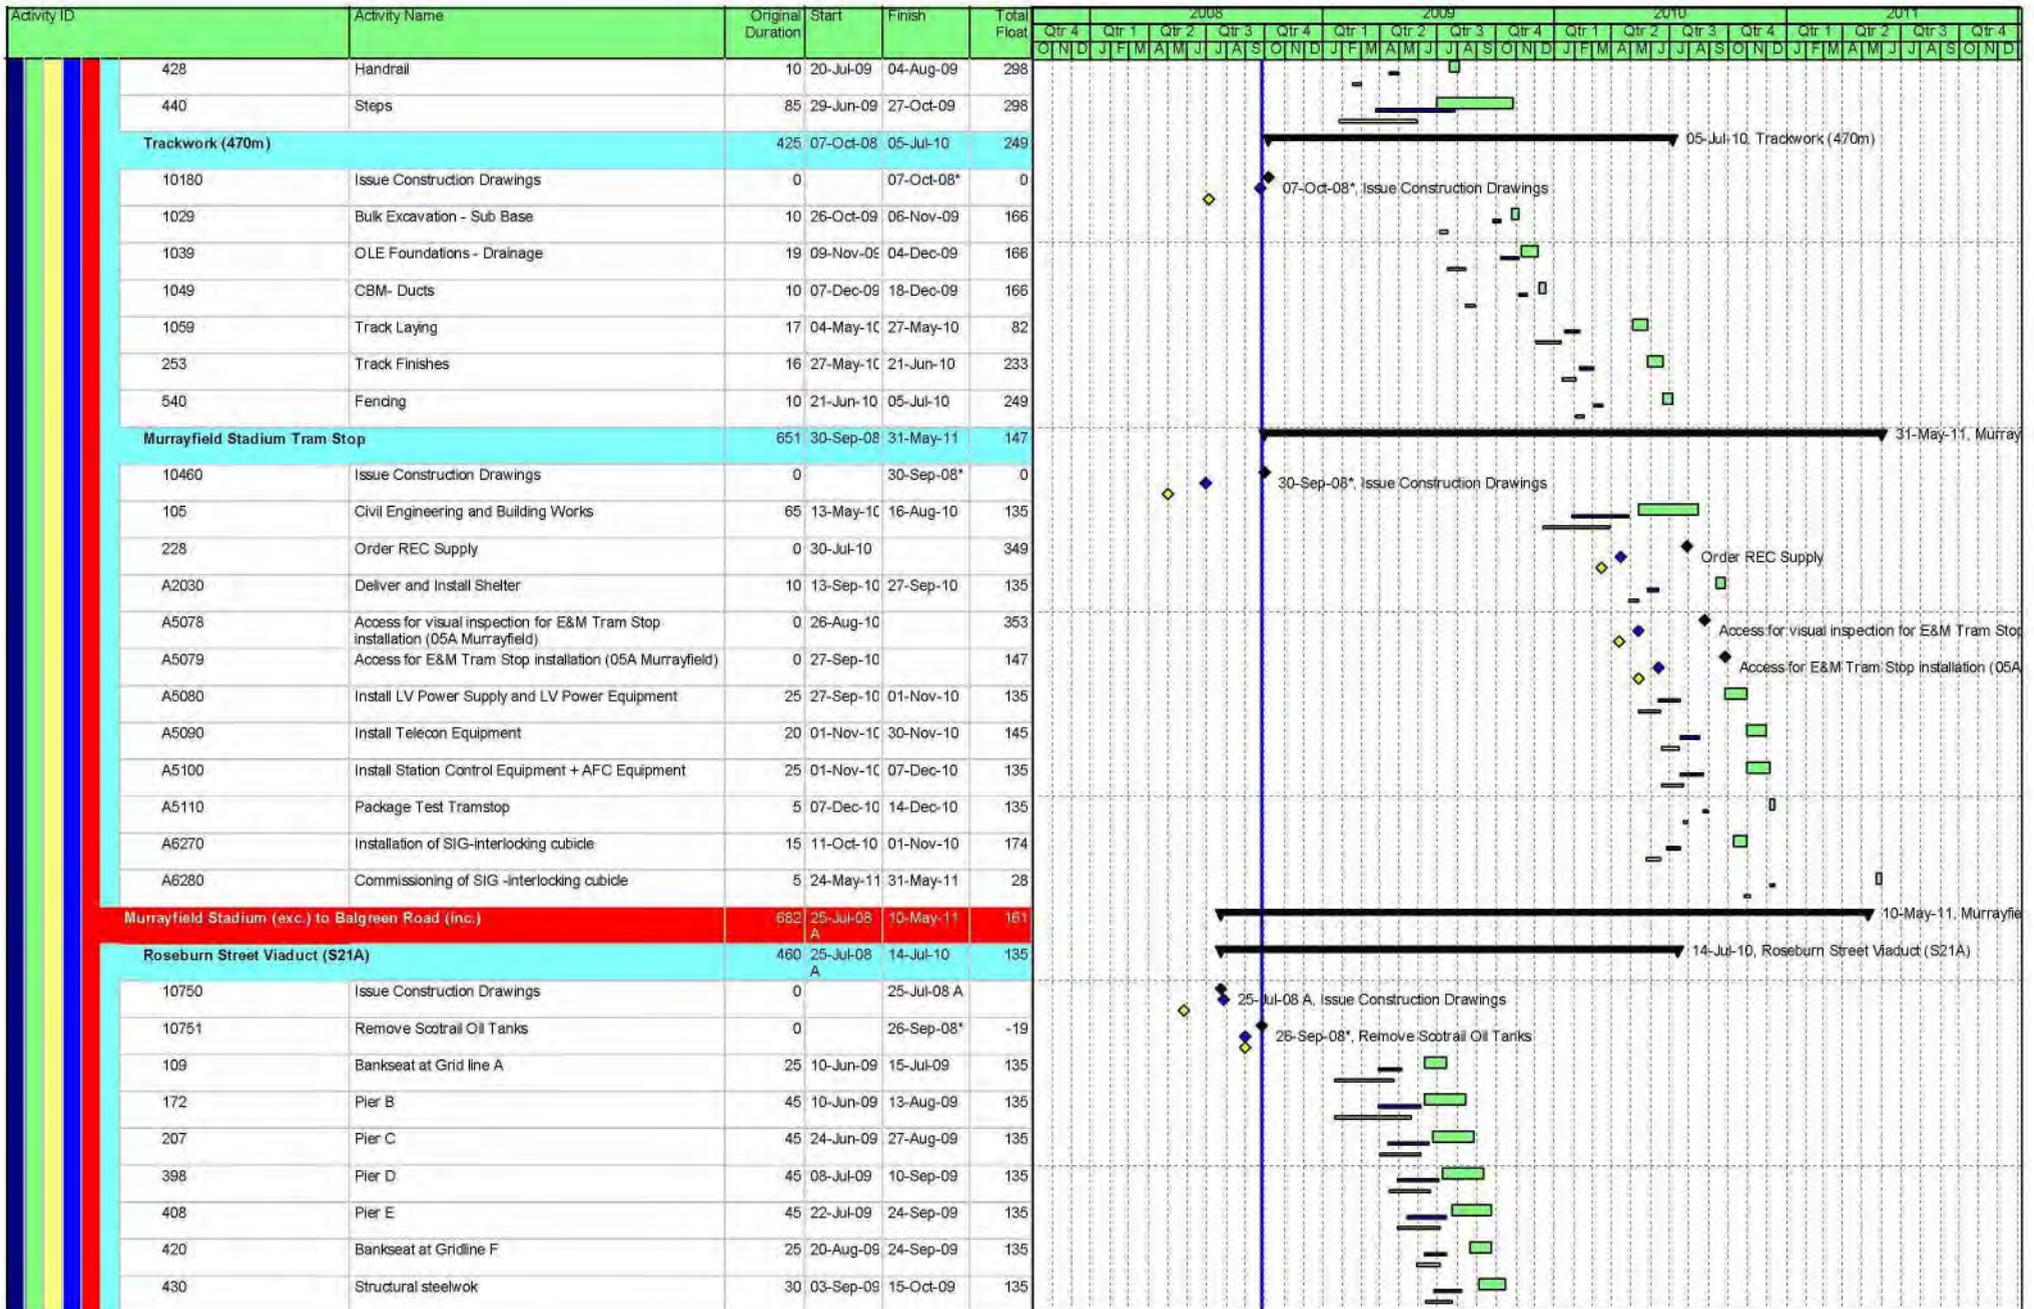 Activity ID Activity Name Original Start Finish Total 2008 2009 2010 2011
Duration Float Qtr 4 Qtr 1 Qtr 2 Qtr 3 Qtr 4 Qtr 1 Qtr 2 Qtr 3 Qtr 4 Qtr 1 Qtr 2 Qtr 3 Qtr 4 Qtr 1 Qtr 2 Qtr 3 Qtr 4
O N D J F M A M J J A S O N D J F M A M J J A S O N D J F M A M J J A S O N D J F M A M J J A S O N D
428 Handrail 10 20-Jul-09 04-Aug-09 298
440 Steps 85 29-Jun-09 27-Oct-09 298
Trackwork (470m) 425 07-Oct-08 05-Jul-10 249 05-Jul-10, Trackwork (470m)
10180 Issue Construction Drawings 0 07-Oct-08* 0 07-Oct-08*, Issue Construction Drawings
1029 Bulk Excavation - Sub Base 10 26-Oct-09 06-Nov-09 166
1039 OLE Foundations - Drainage 19 09-Nov-09 04-Dec-09 166
1049 CBM- Ducts 10 07-Dec-09 18-Dec-09 166
1059 Track Laying 17 04-May-10 27-May-10 82
253 Track Finishes 16 27-May-10 21-Jun-10 233
540 Fencing 10 21-Jun-10 05-Jul-10 249
Murrayfield Stadium Tram Stop 651 30-Sep-08 31-May-11 147 31-May-11, Murray
10460 Issue Construction Drawings 0 30-Sep-08* 0 30-Sep-08*, Issue Construction Drawings
105 Civil Engineering and Building Works 65 13-May-10 16-Aug-10 135
228 Order REC Supply 0 30-Jul-10 349 Order REC Supply
A2030 Deliver and Install Shelter 10 13-Sep-10 27-Sep-10 135
A5078 Access for visual inspection for E&M Tram Stop 0 26-Aug-10 353 Access for visual inspection for E&M Tram Stop
installation (05A Murrayfield)
A5079 Access for E&M Tram Stop installation (05A Murrayfield) 0 27-Sep-10 147 Access for E&M Tram Stop installation (05A
A5080 Install LV Power Supply and LV Power Equipment 25 27-Sep-10 01-Nov-10 135
A5090 Install Telecon Equipment 20 01-Nov-10 30-Nov-10 145
A5100 Install Station Control Equipment + AFC Equipment 25 01-Nov-10 07-Dec-10 135
A5110 Package Test Tramstop 5 07-Dec-10 14-Dec-10 135
A6270 Installation of SIG-interlocking cubicle 15 11-Oct-10 01-Nov-10 174
A6280 Commissioning of SIG -interlocking cubicle 5 24-May-11 31-May-11 28
Murrayfield Stadium (exc.) to Balgreen Road (inc.) 682 25-Jul-08 10-May-11 161 10-May-11, Murrayfie
A
Roseburn Street Viaduct (S21A) 460 25-Jul-08 14-Jul-10 135 14-Jul-10, Roseburn Street Viaduct (S21A)
A
10750 Issue Construction Drawings 0 25-Jul-08 A 25-Jul-08 A, Issue Construction Drawings
10751 Remove Scotrail Oil Tanks 0 26-Sep-08* -19 26-Sep-08*, Remove Scotrail Oil Tanks
109 Bankseat at Grid line A 25 10-Jun-09 15-Jul-09 135
172 Pier B 45 10-Jun-09 13-Aug-09 135
207 Pier C 45 24-Jun-09 27-Aug-09 135
398 Pier D 45 08-Jul-09 10-Sep-09 135
408 Pier E 45 22-Jul-09 24-Sep-09 135
420 Bankseat at Gridline F 25 20-Aug-09 24-Sep-09 135
430 Structural steelwok 30 03-Sep-09 15-Oct-09 135